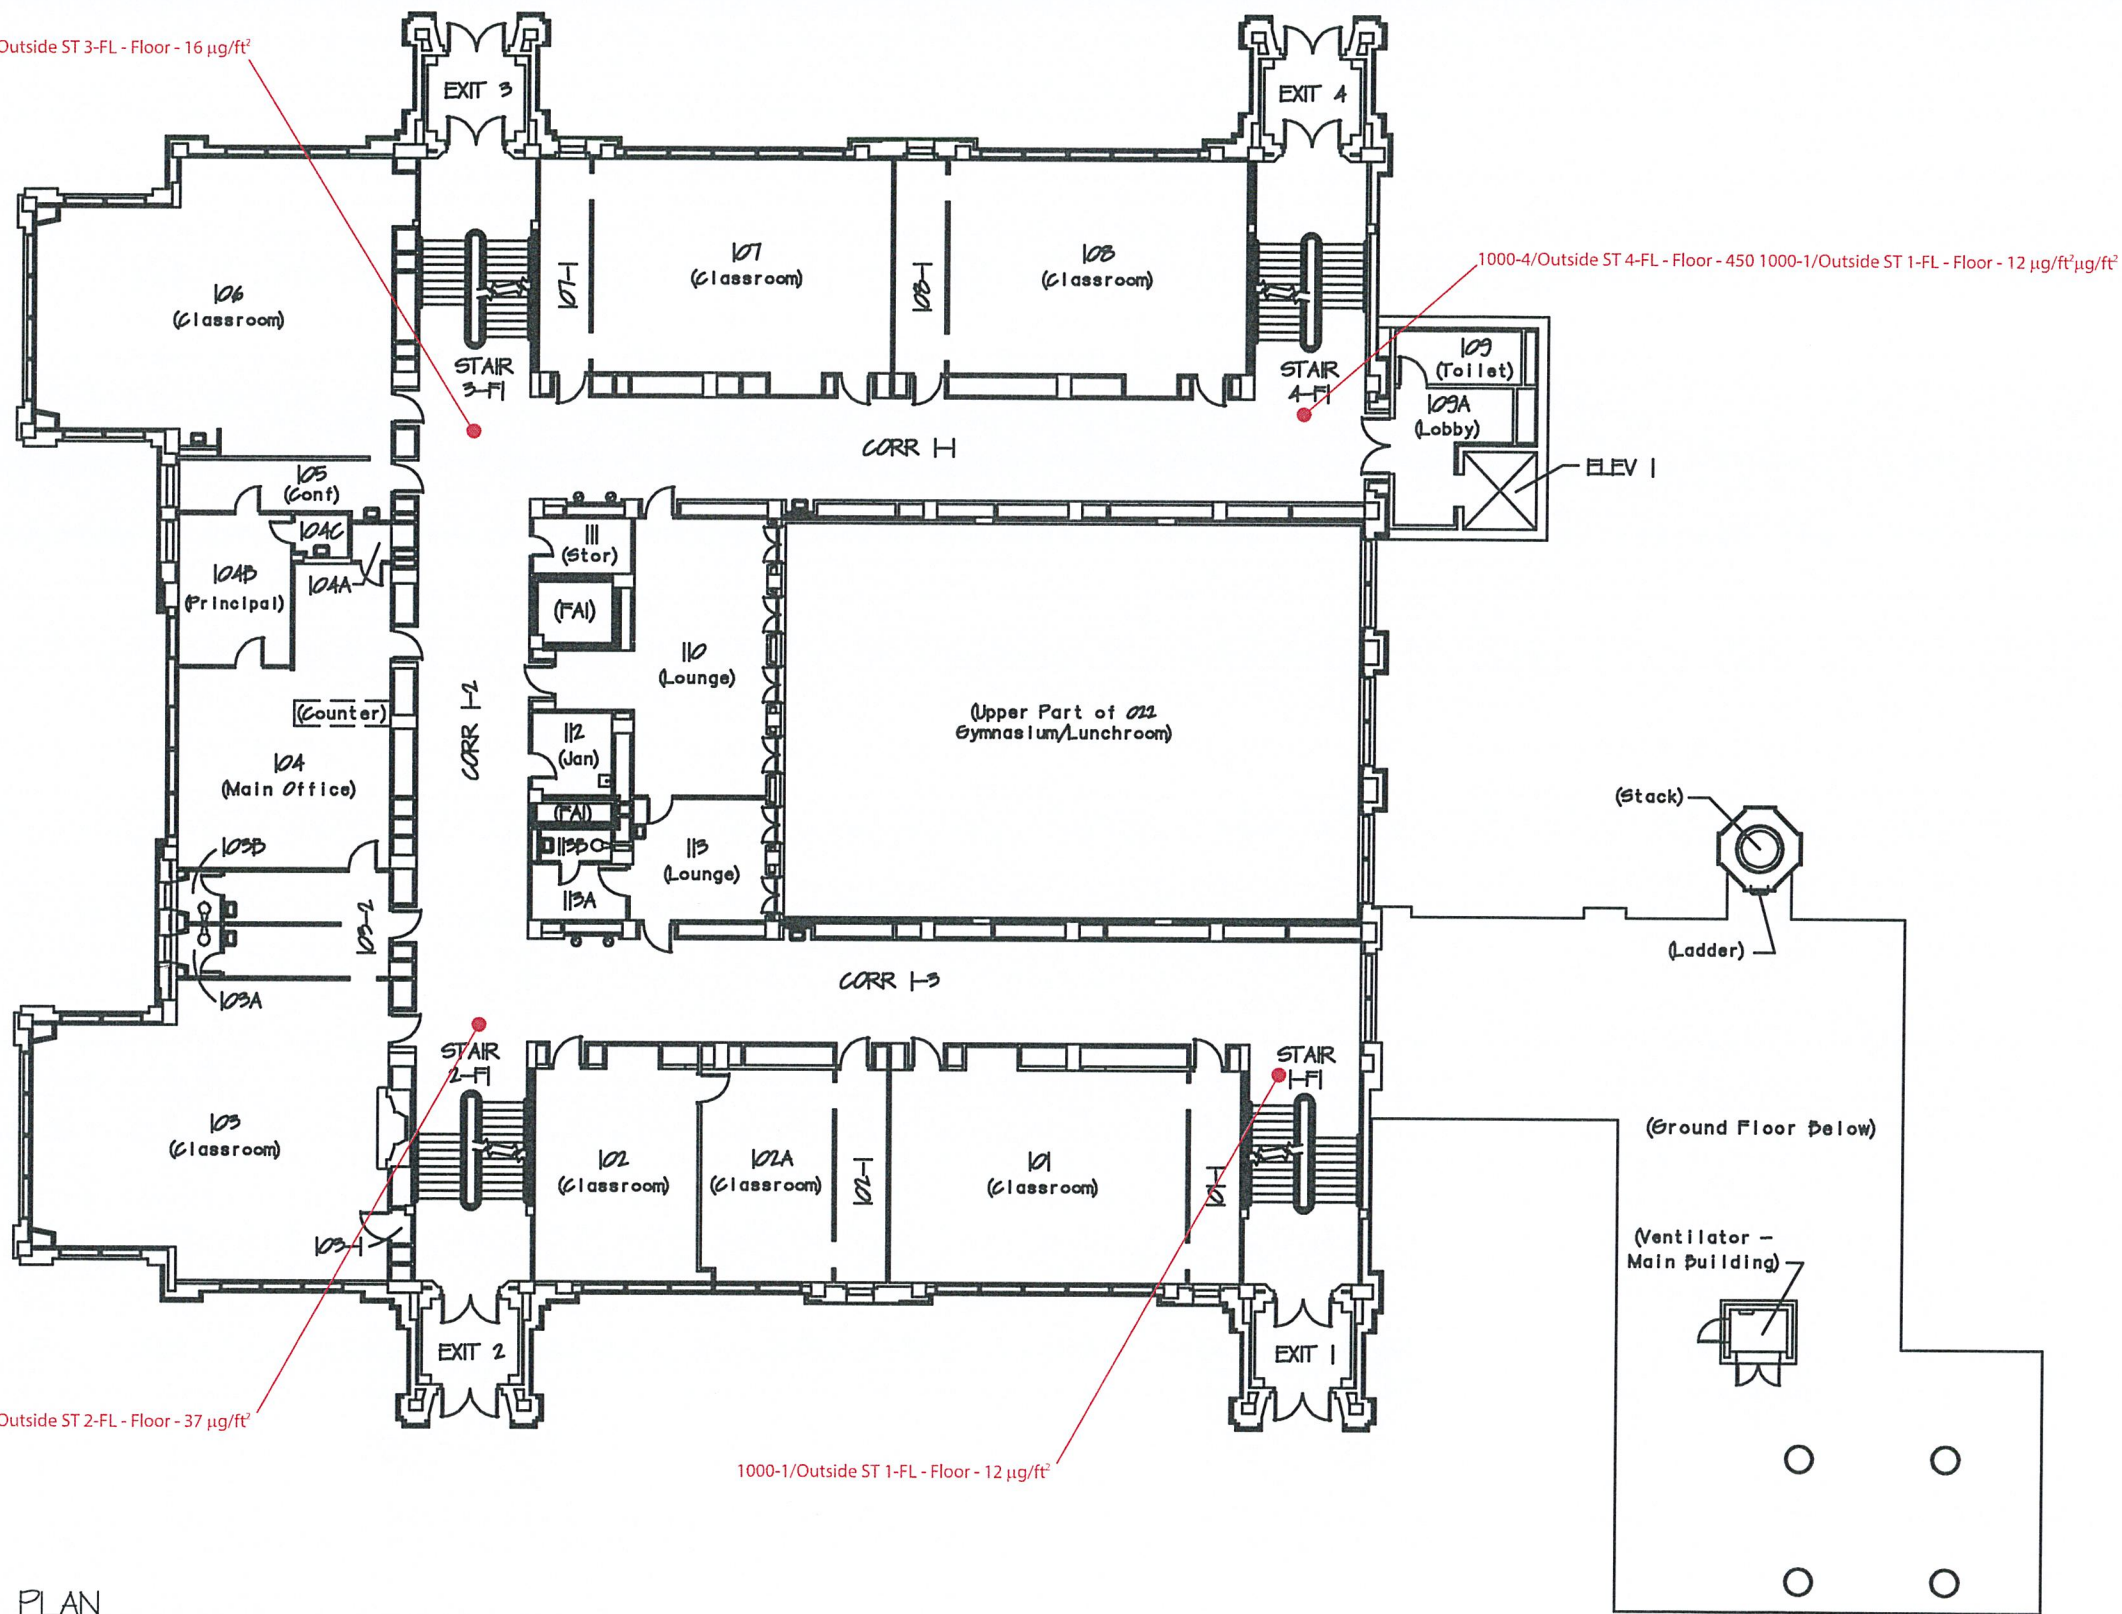 Outside ST 3-FL - Floor - 16 µg/ft²
EXIT 3
EXIT 4
1000-4/Outside ST 4-FL - Floor - 450 1000-1/Outside ST 1-FL - Floor - 12 µg/ft²µg/ft²
106
(Classroom)
107-1
107
(Classroom)
108-1
108
(Classroom)
STAIR
3-F1
STAIR
4-F1
109
(Toilet)
109A
(Lobby)
ELEV 1
CORR 1-1
105
(Conf)
104C
104B
(Principal)
104A
111
(Stor)
(FAI)
110
(Lounge)
CORR 1-2
(Counter)
112
(Jan)
(Upper Part of 022
Gymnasium/Lunchroom)
104
(Main Office)
(FAI)
113B
113
(Lounge)
113A
103B
103-2
103A
(Stack)
(Ladder)
CORR 1-3
STAIR
2-F1
STAIR
1-F1
103
(Classroom)
103-1
102
(Classroom)
102A
(Classroom)
102-1
101
(Classroom)
101-1
(Ground Floor Below)
(Ventilator -
Main Building)
EXIT 2
EXIT 1
Outside ST 2-FL - Floor - 37 µg/ft²
1000-1/Outside ST 1-FL - Floor - 12 µg/ft²
PLAN